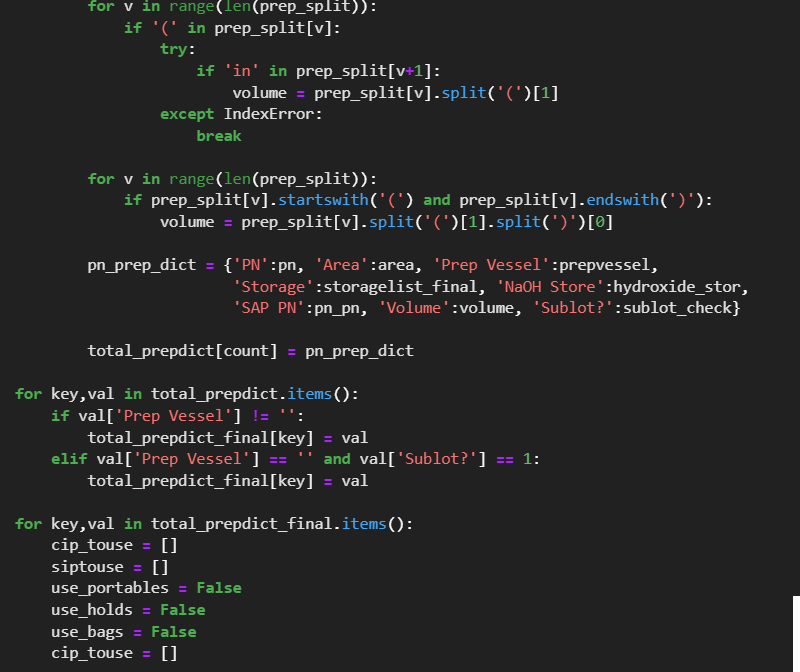 for v in range(len(prep_split)):
            if '(' in prep_split[v]:
                try:
                    if 'in' in prep_split[v+1]:
                        volume = prep_split[v].split('(')[1]
                except IndexError:
                    break

        for v in range(len(prep_split)):
            if prep_split[v].startswith('(') and prep_split[v].endswith(')'):
                volume = prep_split[v].split('(')[1].split(')')[0]

        pn_prep_dict = {'PN':pn, 'Area':area, 'Prep Vessel':prepvessel,
                        'Storage':storagelist_final, 'NaOH Store':hydroxide_stor,
                        'SAP PN':pn_pn, 'Volume':volume, 'Sublot?':sublot_check}

        total_prepdict[count] = pn_prep_dict

for key,val in total_prepdict.items():
    if val['Prep Vessel'] != '':
        total_prepdict_final[key] = val
    elif val['Prep Vessel'] == '' and val['Sublot?'] == 1:
        total_prepdict_final[key] = val

for key,val in total_prepdict_final.items():
    cip_touse = []
    siptouse = []
    use_portables = False
    use_holds = False
    use_bags = False
    cip_touse = []